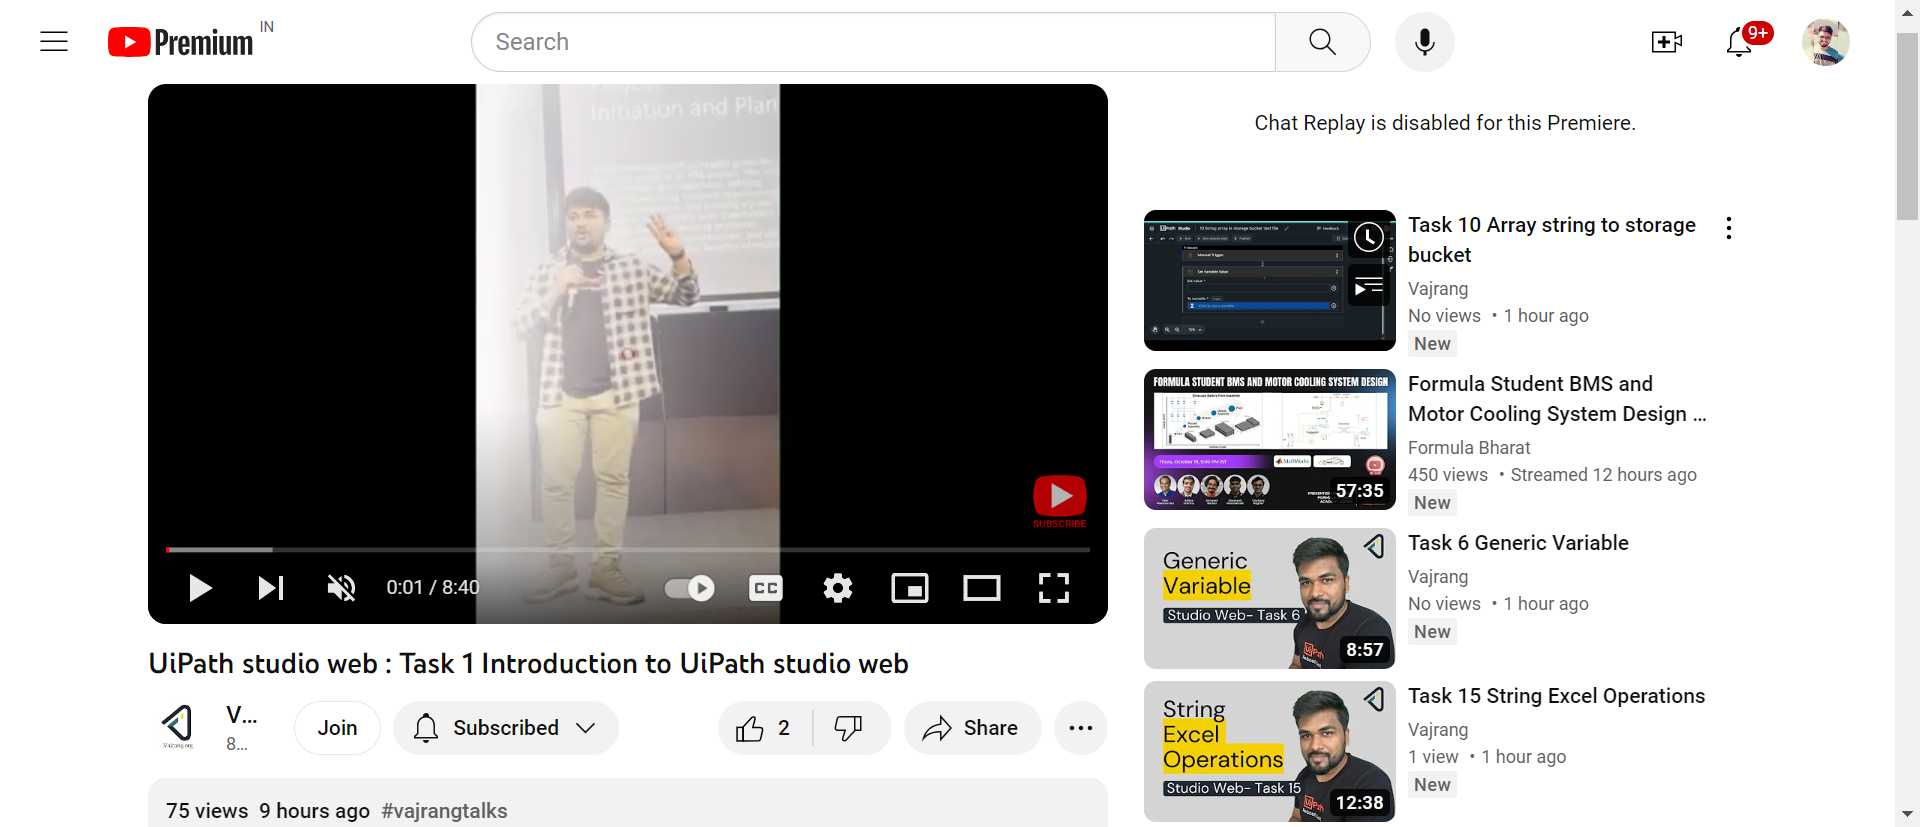 Premium IN
Search
9+
Initiation and Plan
SUBSCRIBE
0:01 / 8:40
CC
UiPath studio web : Task 1 Introduction to UiPath studio web
V...
8...
Join
Subscribed
2
Share
75 views 9 hours ago #vajrangtalks
Chat Replay is disabled for this Premiere.
Task 10 Array string to storage
bucket
Vajrang
No views • 1 hour ago
New
FORMULA STUDENT BMS AND MOTOR COOLING SYSTEM DESIGN
57:35
Formula Student BMS and
Motor Cooling System Design ...
Formula Bharat
450 views • Streamed 12 hours ago
New
Generic
Variable
Studio Web- Task 6
8:57
Task 6 Generic Variable
Vajrang
No views • 1 hour ago
New
String
Excel
Operations
Studio Web- Task 15
12:38
Task 15 String Excel Operations
Vajrang
1 view • 1 hour ago
New